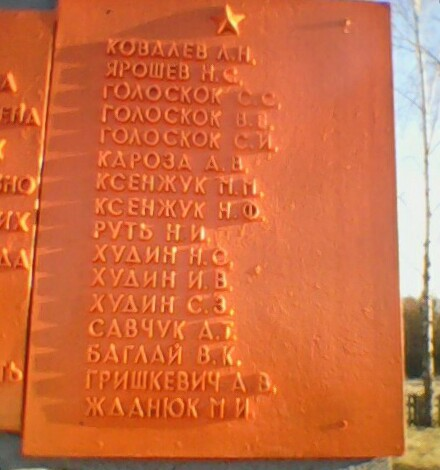 КОВАЛЕВ Л.Н.
ЯРОШЕВ Н.С.
ГОЛОСКОК С.С.
ГОЛОСКОК В.В.
ГОЛОСКОК С.И.
КАРОЗА А.В.
КСЕНЖУК М.Н.
КСЕНЖУК Н.Ф.
РУТЬ Н.И.
ХУДИН Н.С.
ХУДИН И.В.
ХУДИН С.З.
САВЧУК А.Т.
БАГЛАЙ В.К.
ГРИШКЕВИЧ А.В.
ЖДАНЮК М.И.